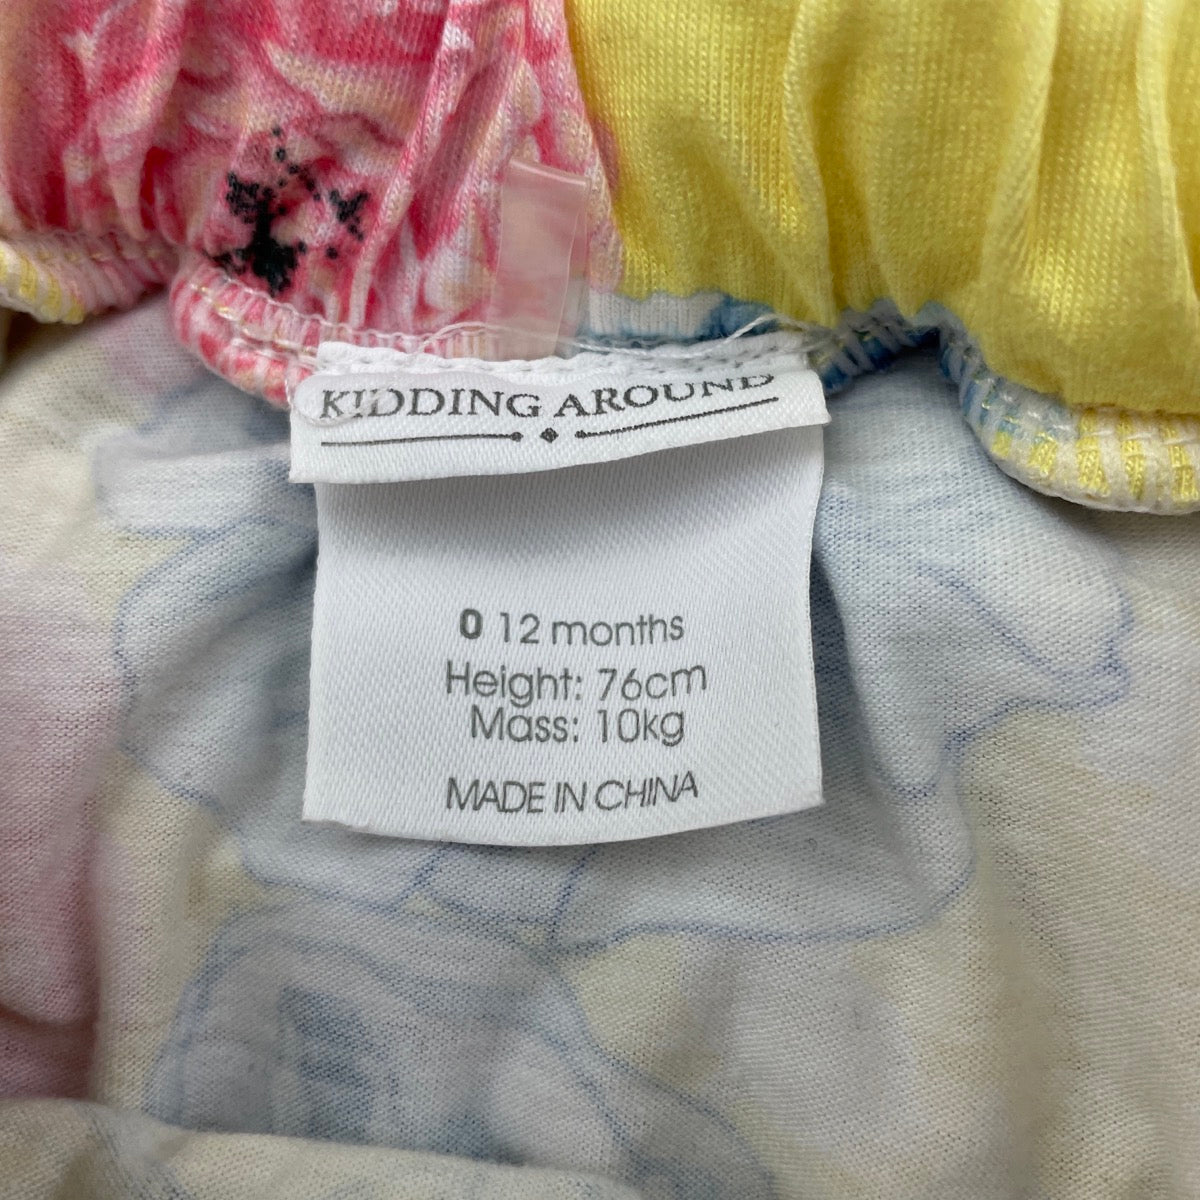 KIDDING AROUND
0 12 months
Height: 76cm
Mass: 10kg
MADE IN CHINA